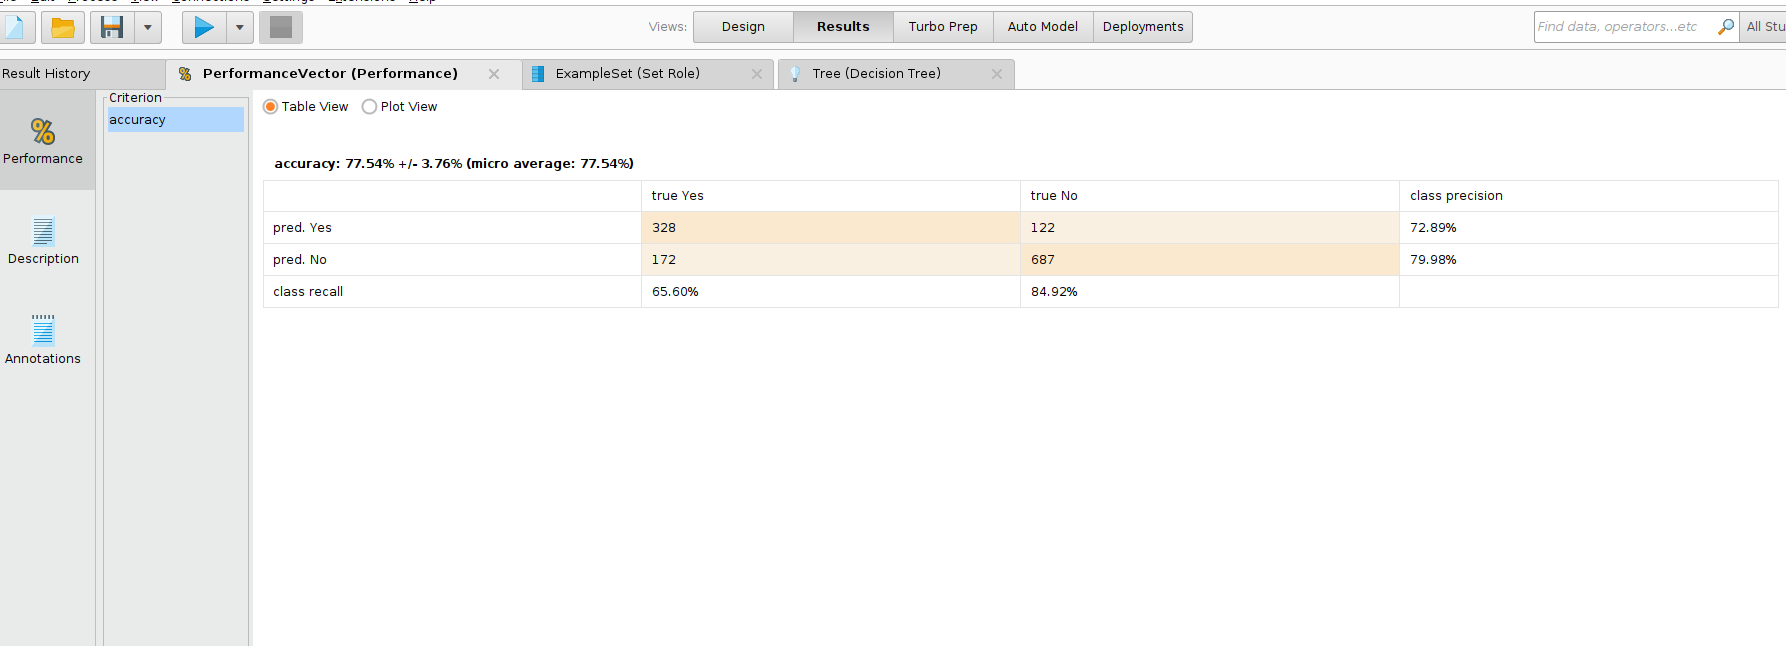 Views: Design Results Turbo Prep Auto Model Deployments Find data, operators...etc All Stu
Result History PerformanceVector (Performance) ExampleSet (Set Role) Tree (Decision Tree)
Criterion
accuracy
Performance
Description
Annotations
Table View Plot View
accuracy: 77.54% +/- 3.76% (micro average: 77.54%)
true Yes true No class precision
pred. Yes 328 122 72.89%
pred. No 172 687 79.98%
class recall 65.60% 84.92%